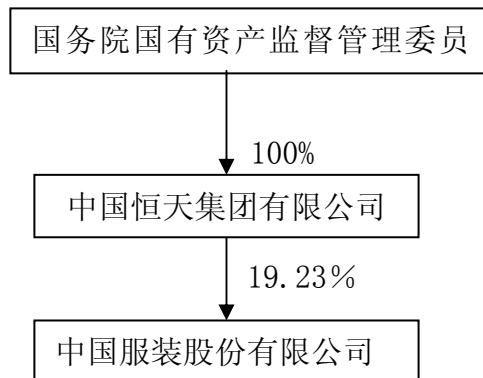 国务院国有资产监督管理委员
100%
中国恒天集团有限公司
19.23％
中国服装股份有限公司